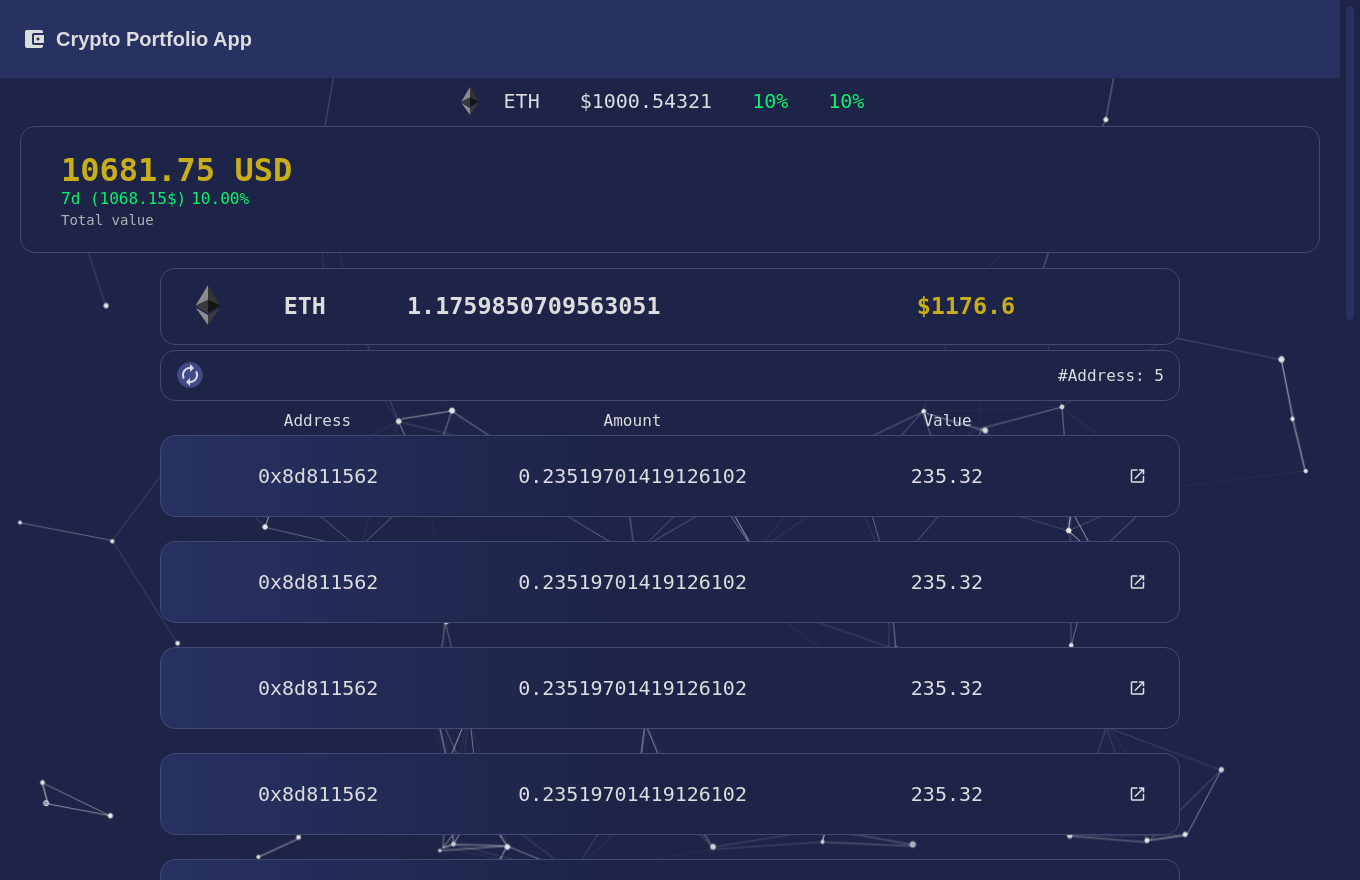 Crypto Portfolio App
ETH $1000.54321 10% 10%
10681.75 USD
7d (1068.15$) 10.00%
Total value
ETH 1.1759850709563051 $1176.6
#Address: 5
Address Amount Value
0x8d811562 0.23519701419126102 235.32
0x8d811562 0.23519701419126102 235.32
0x8d811562 0.23519701419126102 235.32
0x8d811562 0.23519701419126102 235.32